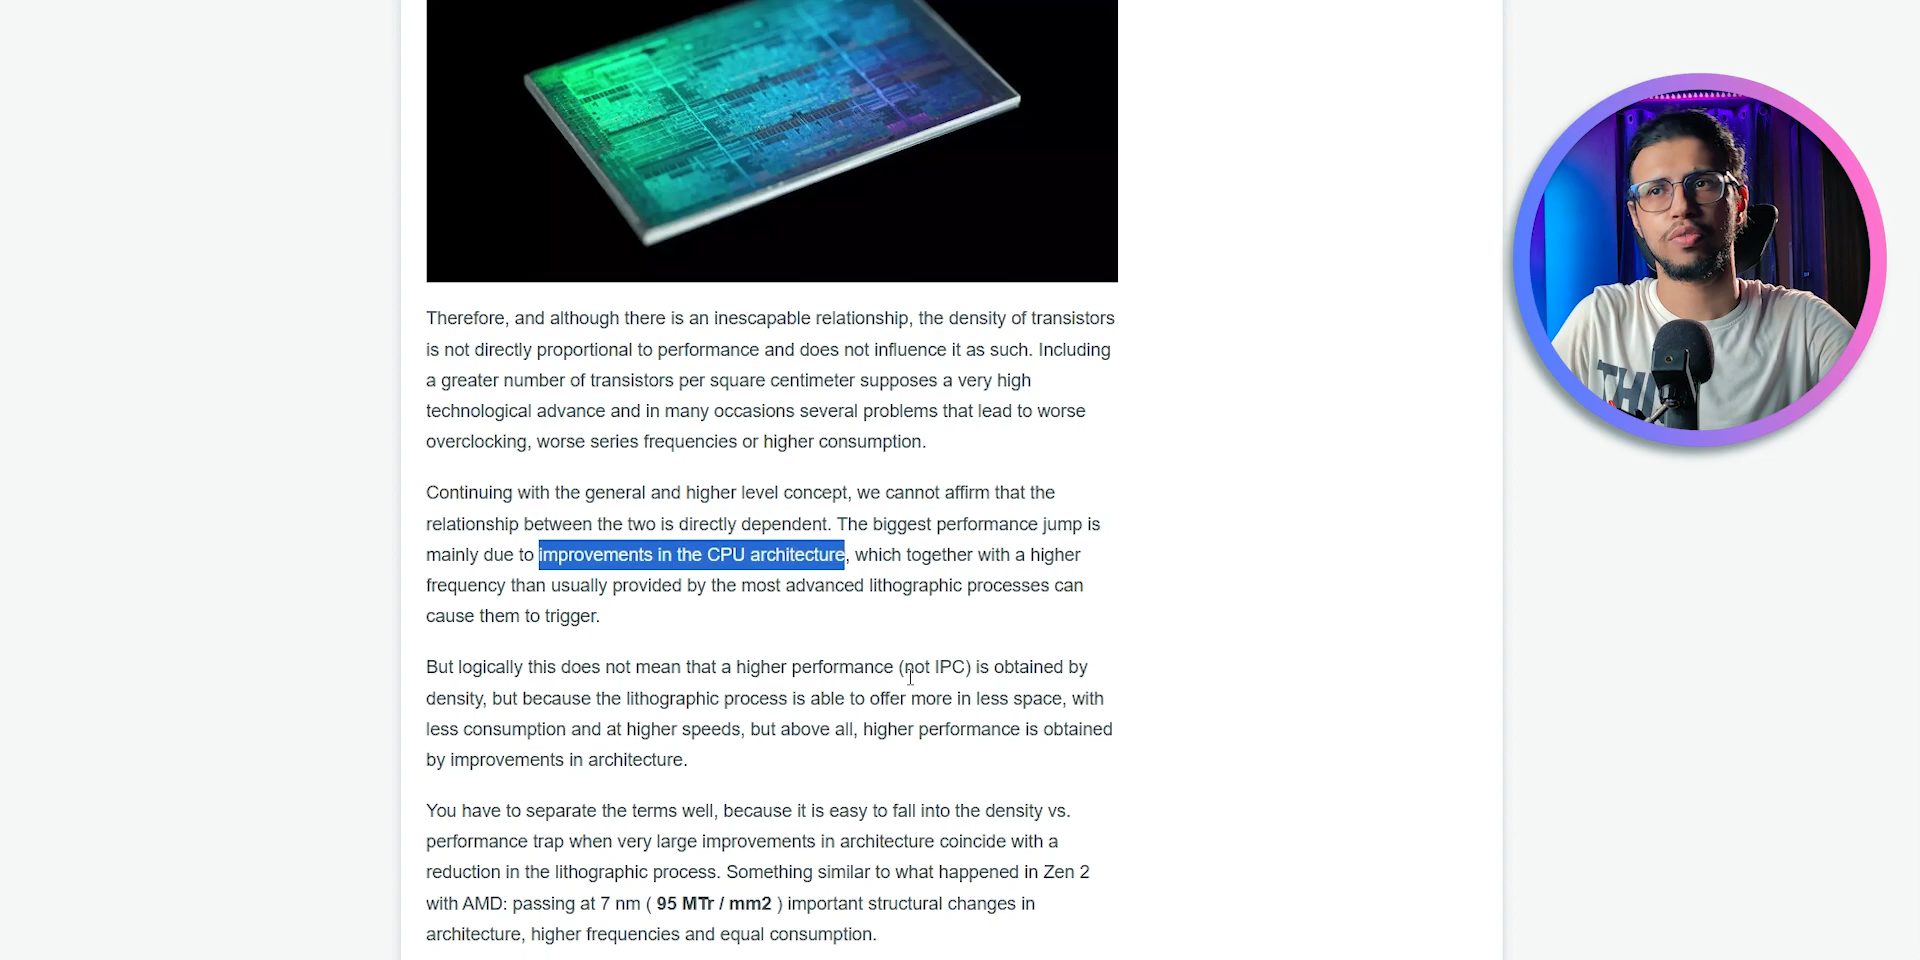 Therefore, and although there is an inescapable relationship, the density of transistors
is not directly proportional to performance and does not influence it as such. Including
a greater number of transistors per square centimeter supposes a very high
technological advance and in many occasions several problems that lead to worse
overclocking, worse series frequencies or higher consumption.
Continuing with the general and higher level concept, we cannot affirm that the
relationship between the two is directly dependent. The biggest performance jump is
mainly due to improvements in the CPU architecture, which together with a higher
frequency than usually provided by the most advanced lithographic processes can
cause them to trigger.
But logically this does not mean that a higher performance (not IPC) is obtained by
density, but because the lithographic process is able to offer more in less space, with
less consumption and at higher speeds, but above all, higher performance is obtained
by improvements in architecture.
You have to separate the terms well, because it is easy to fall into the density vs.
performance trap when very large improvements in architecture coincide with a
reduction in the lithographic process. Something similar to what happened in Zen 2
with AMD: passing at 7 nm ( 95 MTr / mm2 ) important structural changes in
architecture, higher frequencies and equal consumption.